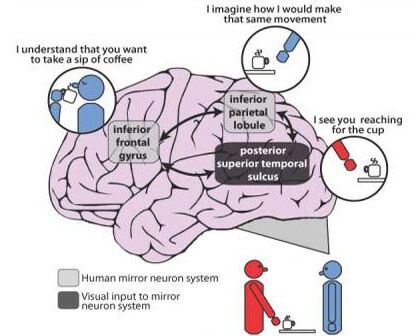 I imagine how I would make
that same movement
I understand that you want
to take a sip of coffee
inferior
parietal
lobule
I see you reaching
for the cup
inferior
frontal
gyrus
posterior
superior temporal
sulcus
Human mirror neuron system
Visual input to mirror
neuron system